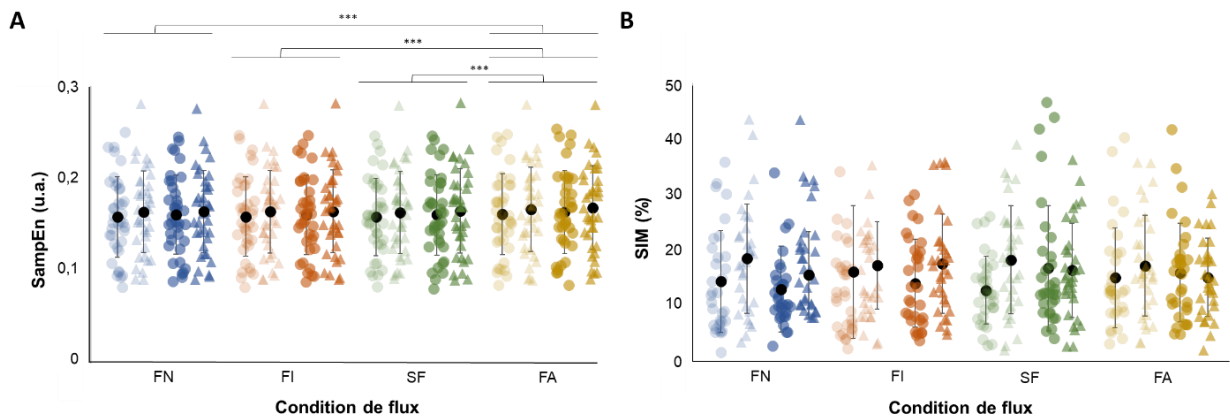 A
***
***
***
0,3
0,2
0,1
0
SampEn (u.a.)
FN FI SF FA
Condition de flux
B
50
40
30
20
10
0
SIM (%)
FN FI SF FA
Condition de flux